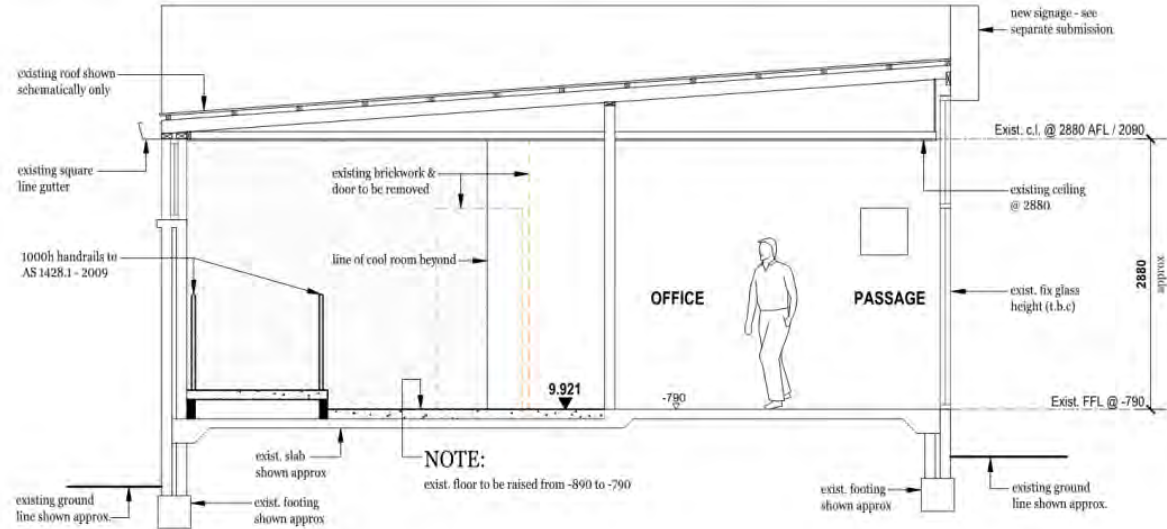 new signage - see
separate submission
existing roof shown
schematically only
Exist. c.l. @ 2880 AFL / 2090
existing square
line gutter
existing brickwork &
door to be removed
existing ceiling
@ 2880
1000h handrails to
AS 1428.1 - 2009
line of cool room beyond
OFFICE
PASSAGE
exist. fix glass
height (t.b.c)
2880
approx
9.921
-790
Exist. FFL @ -790
exist. slab
shown approx
NOTE:
exist. floor to be raised from -890 to -790
existing ground
line shown approx.
exist. footing
shown approx
exist. footing
shown approx
existing ground
line shown approx.